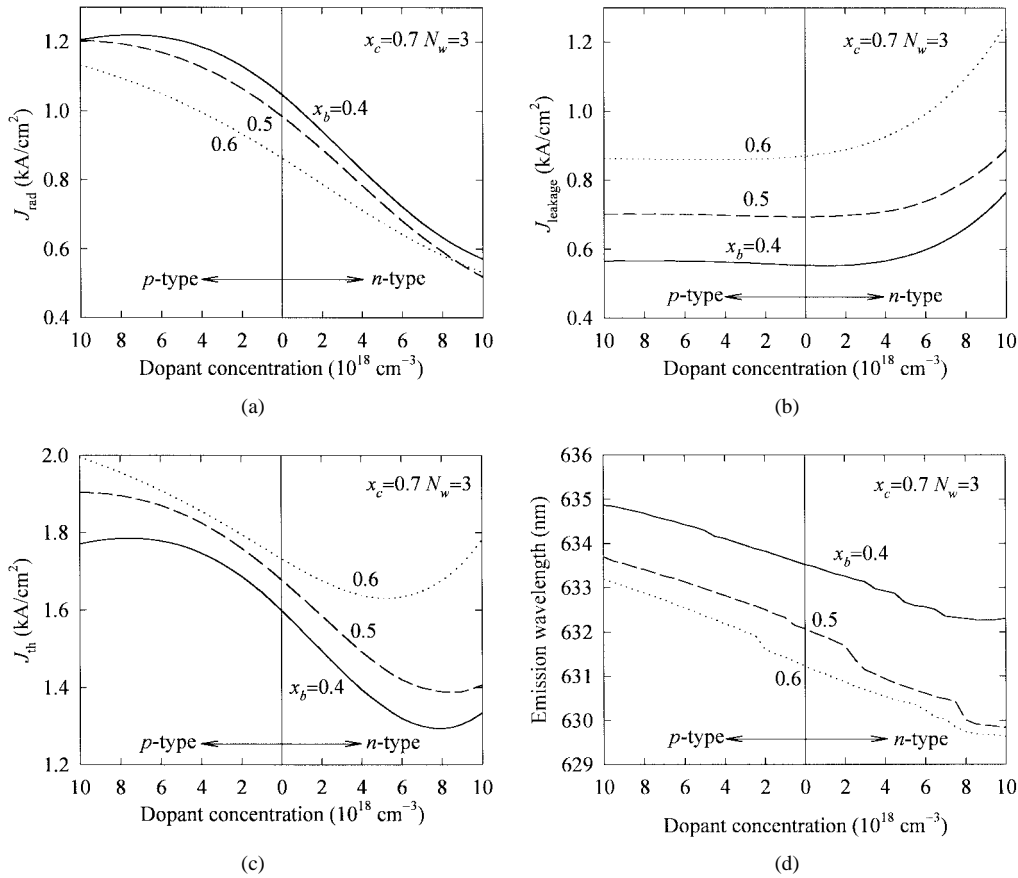 x_c=0.7 N_w=3
x_b=0.4
0.5
0.6
J_rad (kA/cm²)
1.2
1.0
0.8
0.6
0.4
p-type
n-type
10 8 6 4 2 0 2 4 6 8 10
Dopant concentration (10¹⁸ cm⁻³)
(a)
x_c=0.7 N_w=3
0.6
0.5
x_b=0.4
J_leakage (kA/cm²)
1.2
1.0
0.8
0.6
0.4
p-type
n-type
10 8 6 4 2 0 2 4 6 8 10
Dopant concentration (10¹⁸ cm⁻³)
(b)
x_c=0.7 N_w=3
0.6
0.5
x_b=0.4
J_th (kA/cm²)
2.0
1.8
1.6
1.4
1.2
p-type
n-type
10 8 6 4 2 0 2 4 6 8 10
Dopant concentration (10¹⁸ cm⁻³)
(c)
x_c=0.7 N_w=3
x_b=0.4
0.5
0.6
Emission wavelength (nm)
636
635
634
633
632
631
630
629
p-type
n-type
10 8 6 4 2 0 2 4 6 8 10
Dopant concentration (10¹⁸ cm⁻³)
(d)